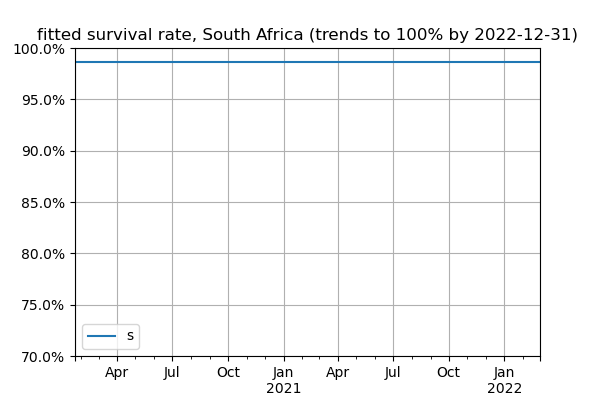 fitted survival rate, South Africa (trends to 100% by 2022-12-31)
100.0%
95.0%
90.0%
85.0%
80.0%
75.0%
70.0%
s
Apr Jul Oct Jan Apr Jul Oct Jan
2021 2022